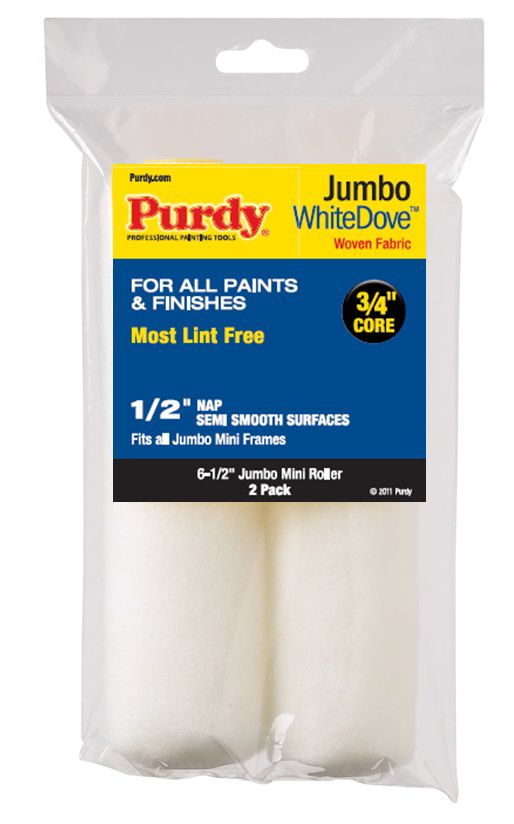 Purdy.com
Purdy®
PROFESSIONAL PAINTING TOOLS
Jumbo
WhiteDove™
Woven Fabric
FOR ALL PAINTS
& FINISHES
Most Lint Free
3/4"
CORE
1/2" NAP
SEMI SMOOTH SURFACES
Fits all Jumbo Mini Frames
6-1/2" Jumbo Mini Roller
2 Pack
© 2011 Purdy